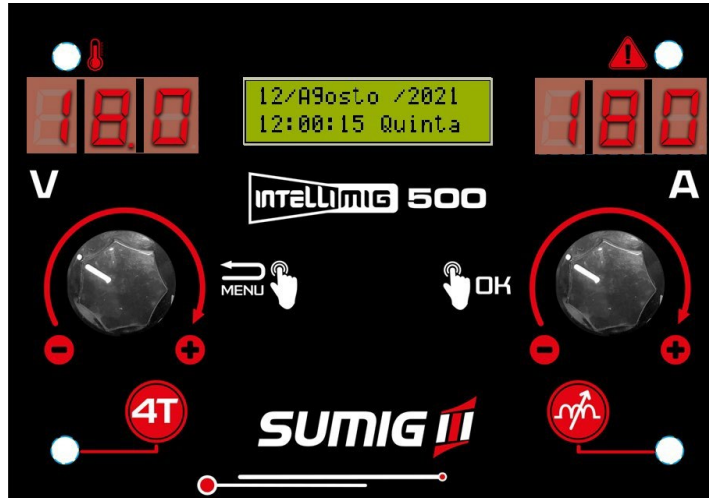 18.0
12/Agosto /2021
12:00:15 Quinta
180
V
INTELLIMIG 500
A
MENU
OK
4T
SUMIG